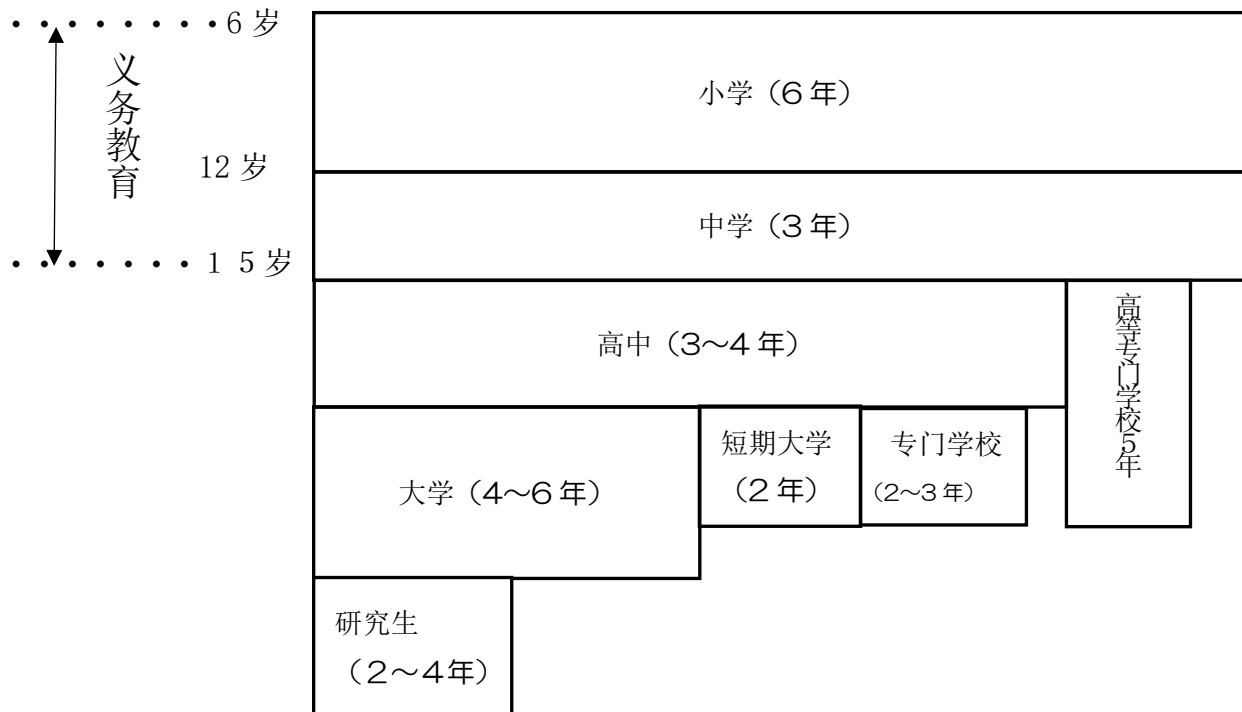 • • • • • • • •6 岁
义务教育
小学（6 年）
12 岁
中学（3 年）
• • • • • • • 1 5 岁
高中（3～4 年）
高等专门学校5年
大学（4～6 年）
短期大学
（2 年）
专门学校
（2～3 年）
研究生
（2～4年）